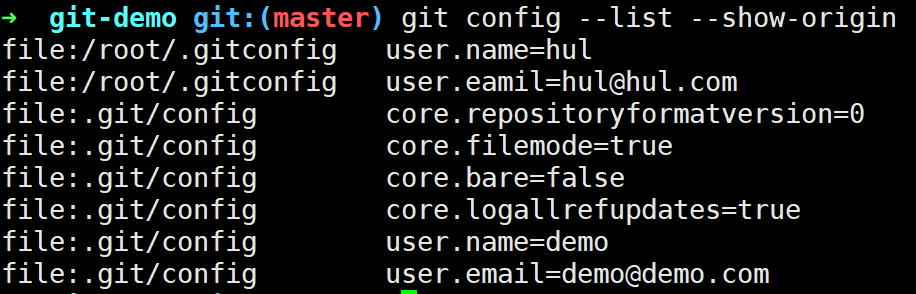 ➜  git-demo git:(master) git config --list --show-origin
file:/root/.gitconfig   user.name=hul
file:/root/.gitconfig   user.eamil=hul@hul.com
file:.git/config        core.repositoryformatversion=0
file:.git/config        core.filemode=true
file:.git/config        core.bare=false
file:.git/config        core.logallrefupdates=true
file:.git/config        user.name=demo
file:.git/config        user.email=demo@demo.com